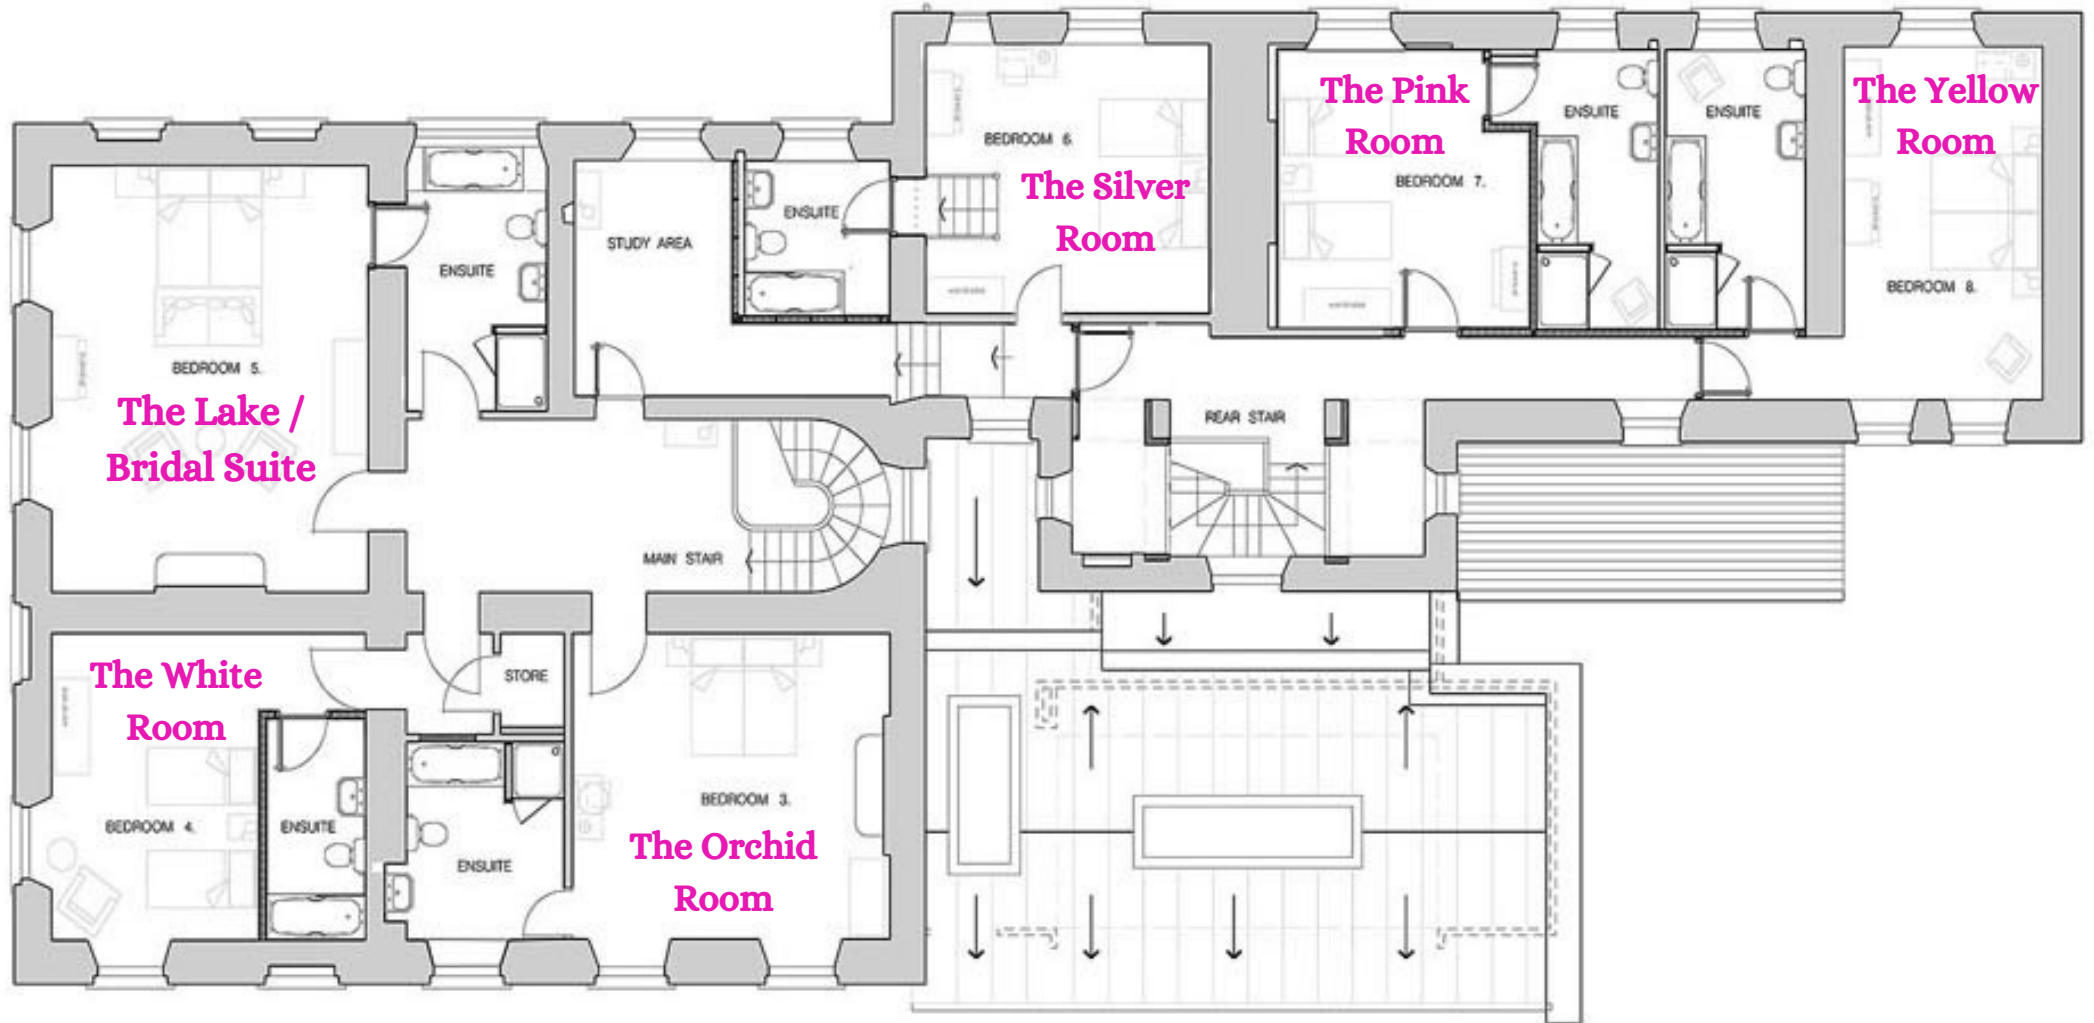 The Pink
Room
BEDROOM 7.
ENSUITE
ENSUITE
The Yellow
Room
BEDROOM 8.
BEDROOM 6.
The Silver
Room
wardrobe
wardrobe
ENSUITE
STUDY AREA
ENSUITE
BEDROOM 5.
The Lake /
Bridal Suite
REAR STAIR
MAIN STAIR
STORE
The White
Room
BEDROOM 4.
ENSUITE
ENSUITE
BEDROOM 3.
The Orchid
Room